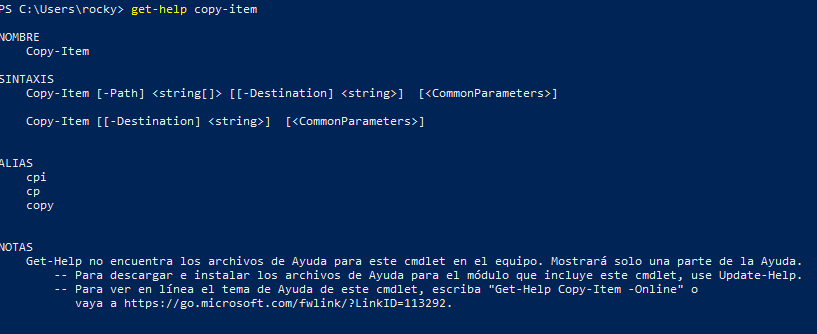 PS C:\Users\rocky> get-help copy-item
NOMBRE
Copy-Item
SINTAXIS
Copy-Item [-Path] <string[]> [[-Destination] <string>] [<CommonParameters>]
Copy-Item [[-Destination] <string>] [<CommonParameters>]
ALIAS
cpi
cp
copy
NOTAS
Get-Help no encuentra los archivos de Ayuda para este cmdlet en el equipo. Mostrará solo una parte de la Ayuda.
-- Para descargar e instalar los archivos de Ayuda para el módulo que incluye este cmdlet, use Update-Help.
-- Para ver en línea el tema de Ayuda de este cmdlet, escriba "Get-Help Copy-Item -Online" o
vaya a https://go.microsoft.com/fwlink/?LinkID=113292.